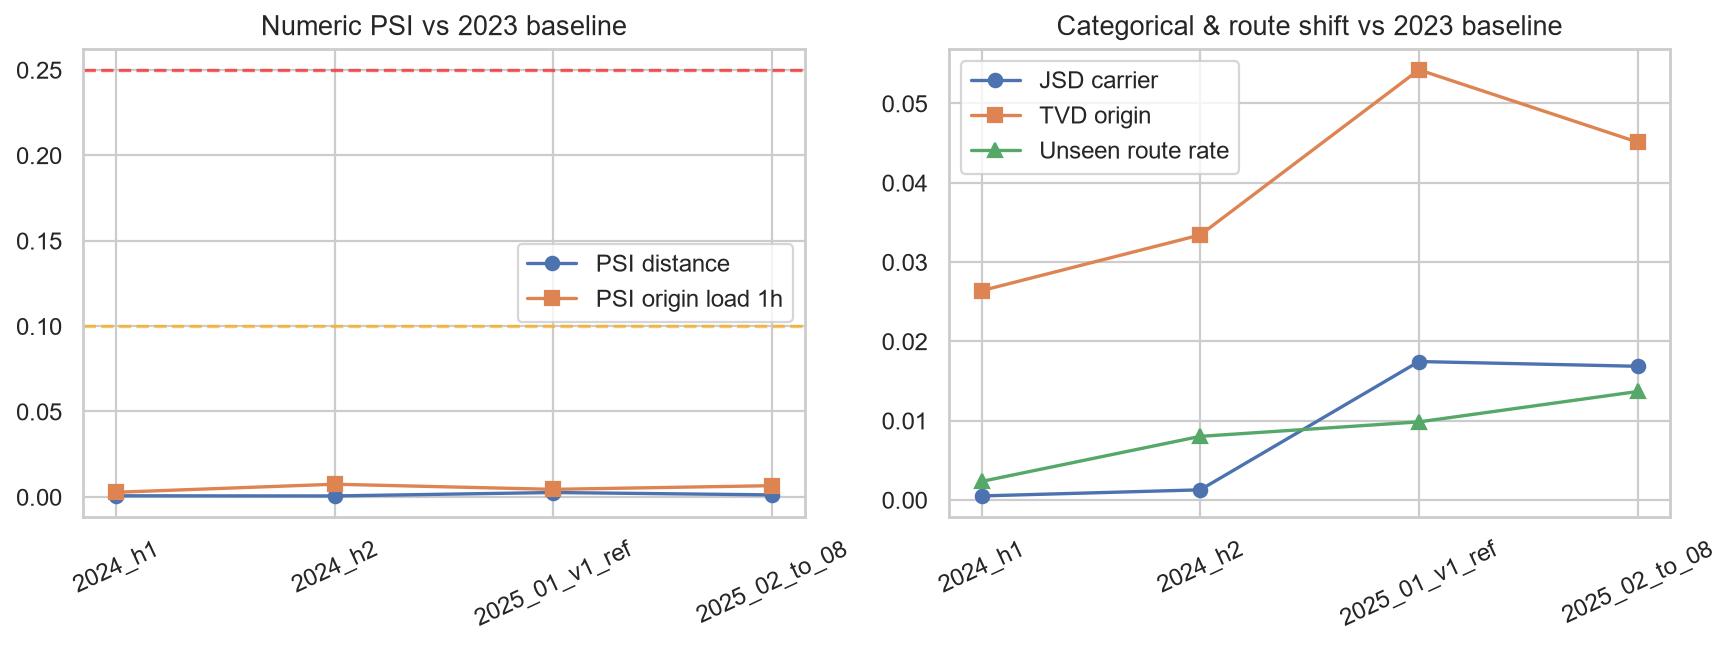 Numeric PSI vs 2023 baseline
0.25
0.20
0.15
0.10
0.05
0.00
PSI distance
PSI origin load 1h
2024_h1
2024_h2
2025_01_v1_ref
2025_02_to_08
Categorical & route shift vs 2023 baseline
JSD carrier
TVD origin
Unseen route rate
0.05
0.04
0.03
0.02
0.01
0.00
2024_h1
2024_h2
2025_01_v1_ref
2025_02_to_08